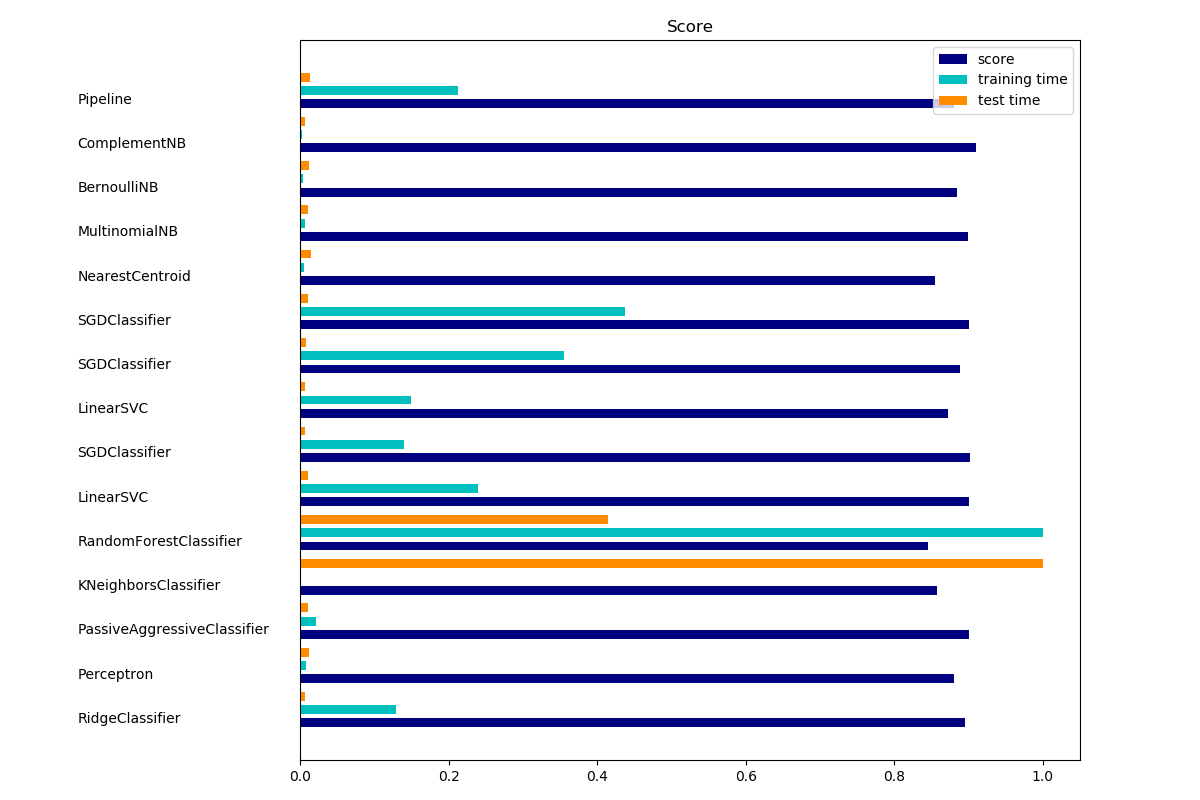 Score
score
training time
test time
Pipeline
ComplementNB
BernoulliNB
MultinomialNB
NearestCentroid
SGDClassifier
SGDClassifier
LinearSVC
SGDClassifier
LinearSVC
RandomForestClassifier
KNeighborsClassifier
PassiveAggressiveClassifier
Perceptron
RidgeClassifier
0.0 0.2 0.4 0.6 0.8 1.0